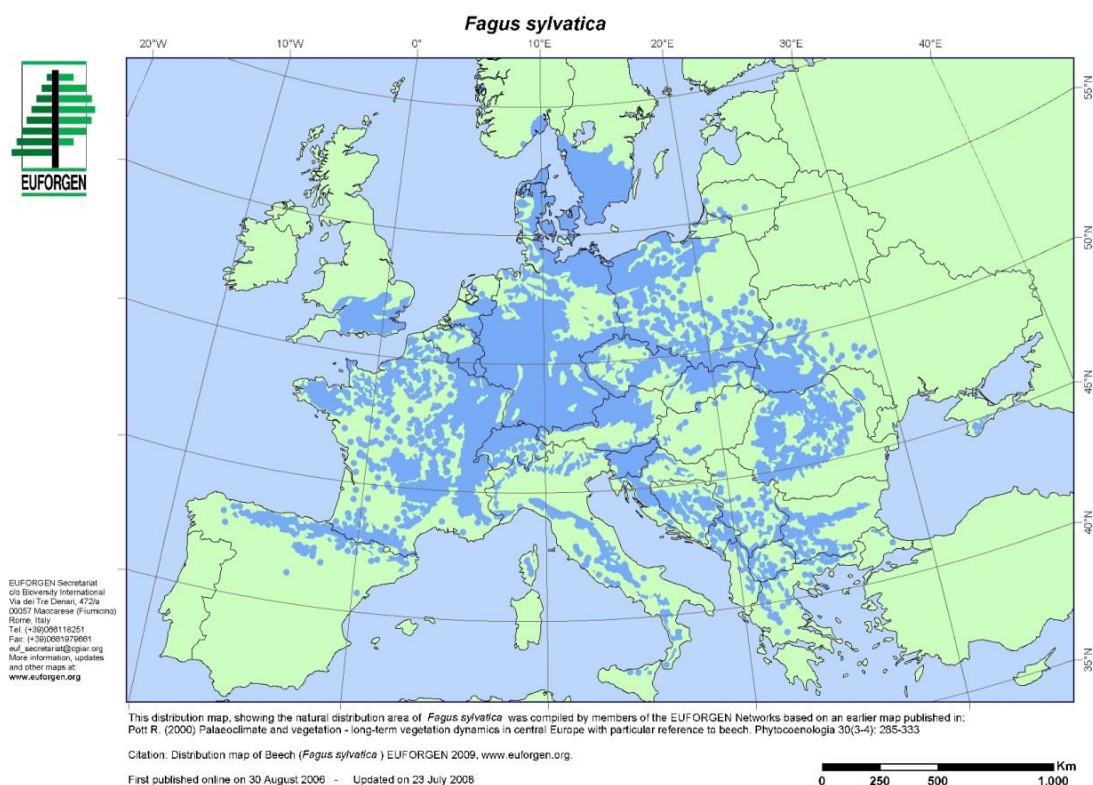 Fagus sylvatica
20°W 10°W 0° 10°E 20°E 30°E 40°E
55°N
50°N
45°N
40°N
35°N
EUFORGEN
EUFORGEN Secretariat
c/o Bioversity International
Via dei Tre Denari, 472/a
00057 Maccarese (Fiumicino)
Rome, Italy
Tel. (+39)066118251
Fax: (+39)0661979661
euf_secretariat@cgiar.org
More information, updates
and other maps at:
www.euforgen.org
This distribution map, showing the natural distribution area of Fagus sylvatica was compiled by members of the EUFORGEN Networks based on an earlier map published in:
Pott R. (2000) Palaeoclimate and vegetation - long-term vegetation dynamics in central Europe with particular reference to beech. Phytocoenologia 30(3-4): 285-333
Citation: Distribution map of Beech (Fagus sylvatica ) EUFORGEN 2009, www.euforgen.org.
First published online on 30 August 2006 - Updated on 23 July 2008
Km
0 250 500 1.000